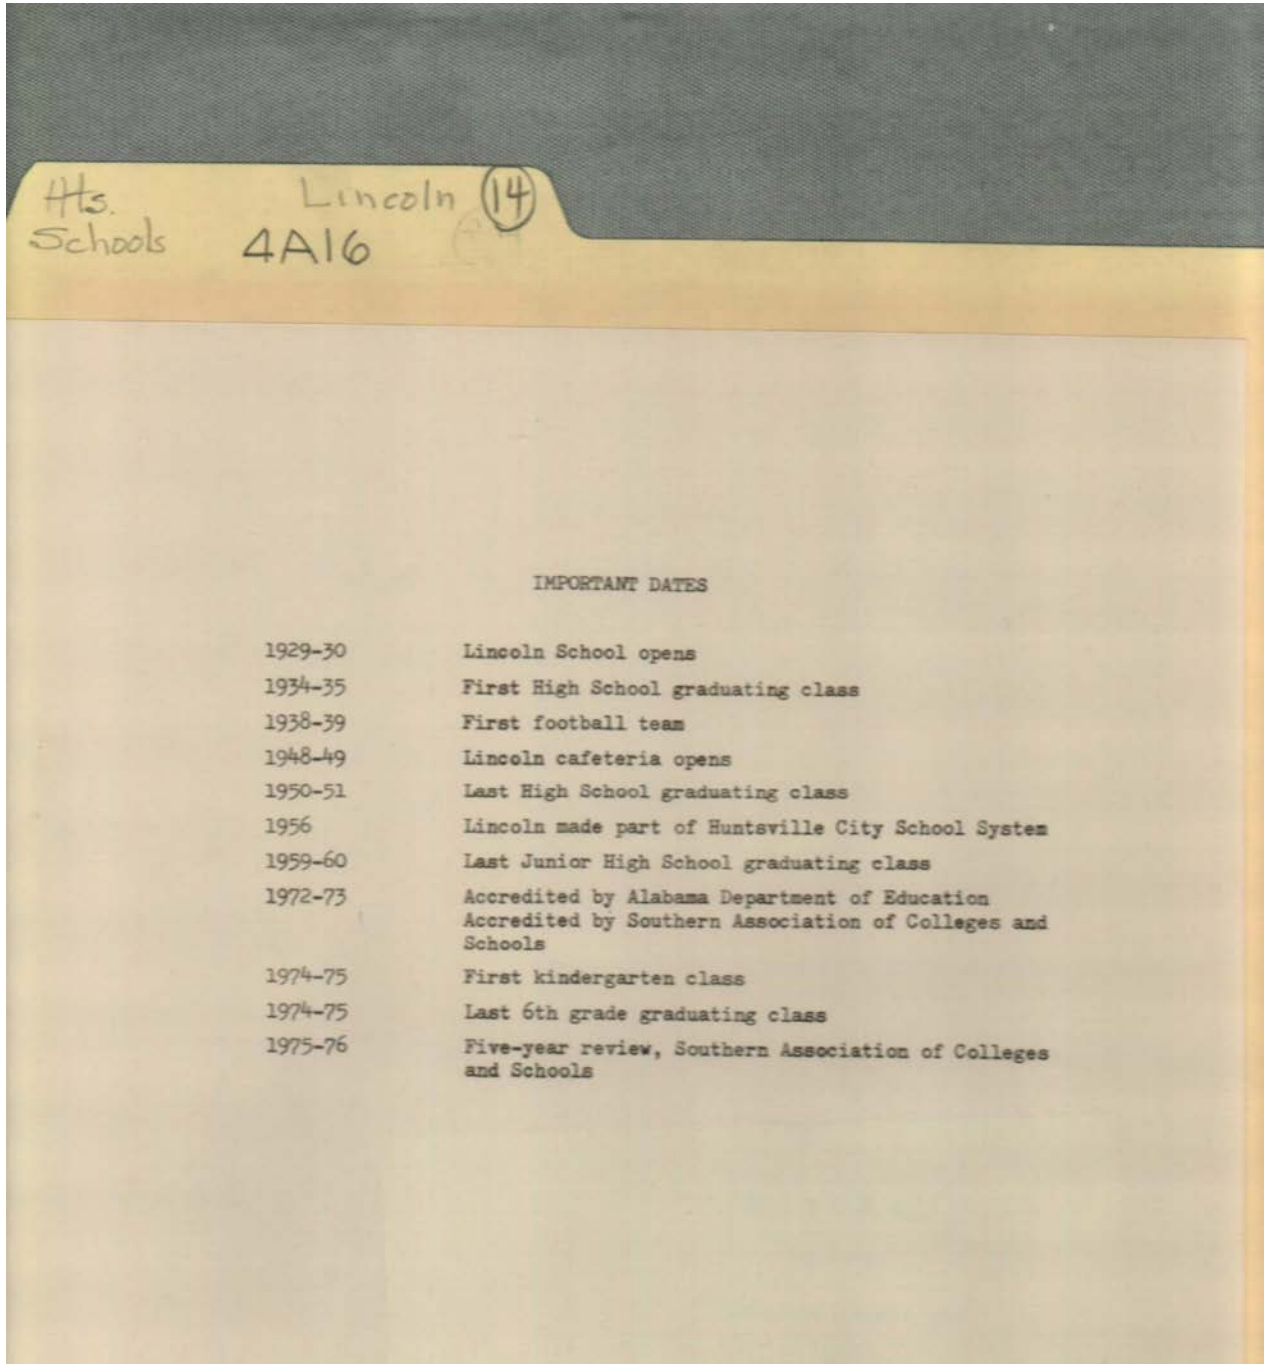 Hts. Lincoln 14
Schools 4A16
IMPORTANT DATES
1929-30 Lincoln School opens
1934-35 First High School graduating class
1938-39 First football team
1948-49 Lincoln cafeteria opens
1950-51 Last High School graduating class
1956 Lincoln made part of Huntsville City School System
1959-60 Last Junior High School graduating class
1972-73 Accredited by Alabama Department of Education
Accredited by Southern Association of Colleges and
Schools
1974-75 First kindergarten class
1974-75 Last 6th grade graduating class
1975-76 Five-year review, Southern Association of Colleges
and Schools